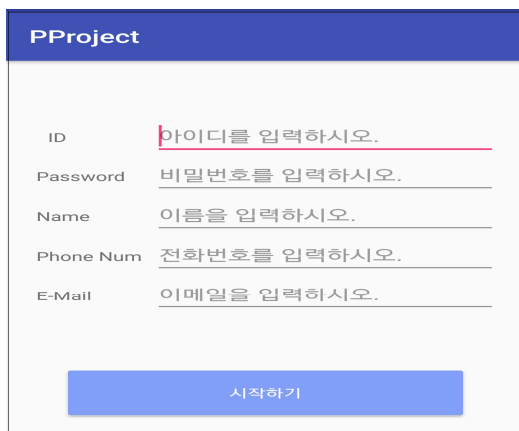 PProject
ID 아이디를 입력하시오.
Password 비밀번호를 입력하시오.
Name 이름을 입력하시오.
Phone Num 전화번호를 입력하시오.
E-Mail 이메일을 입력하시오.
시작하기